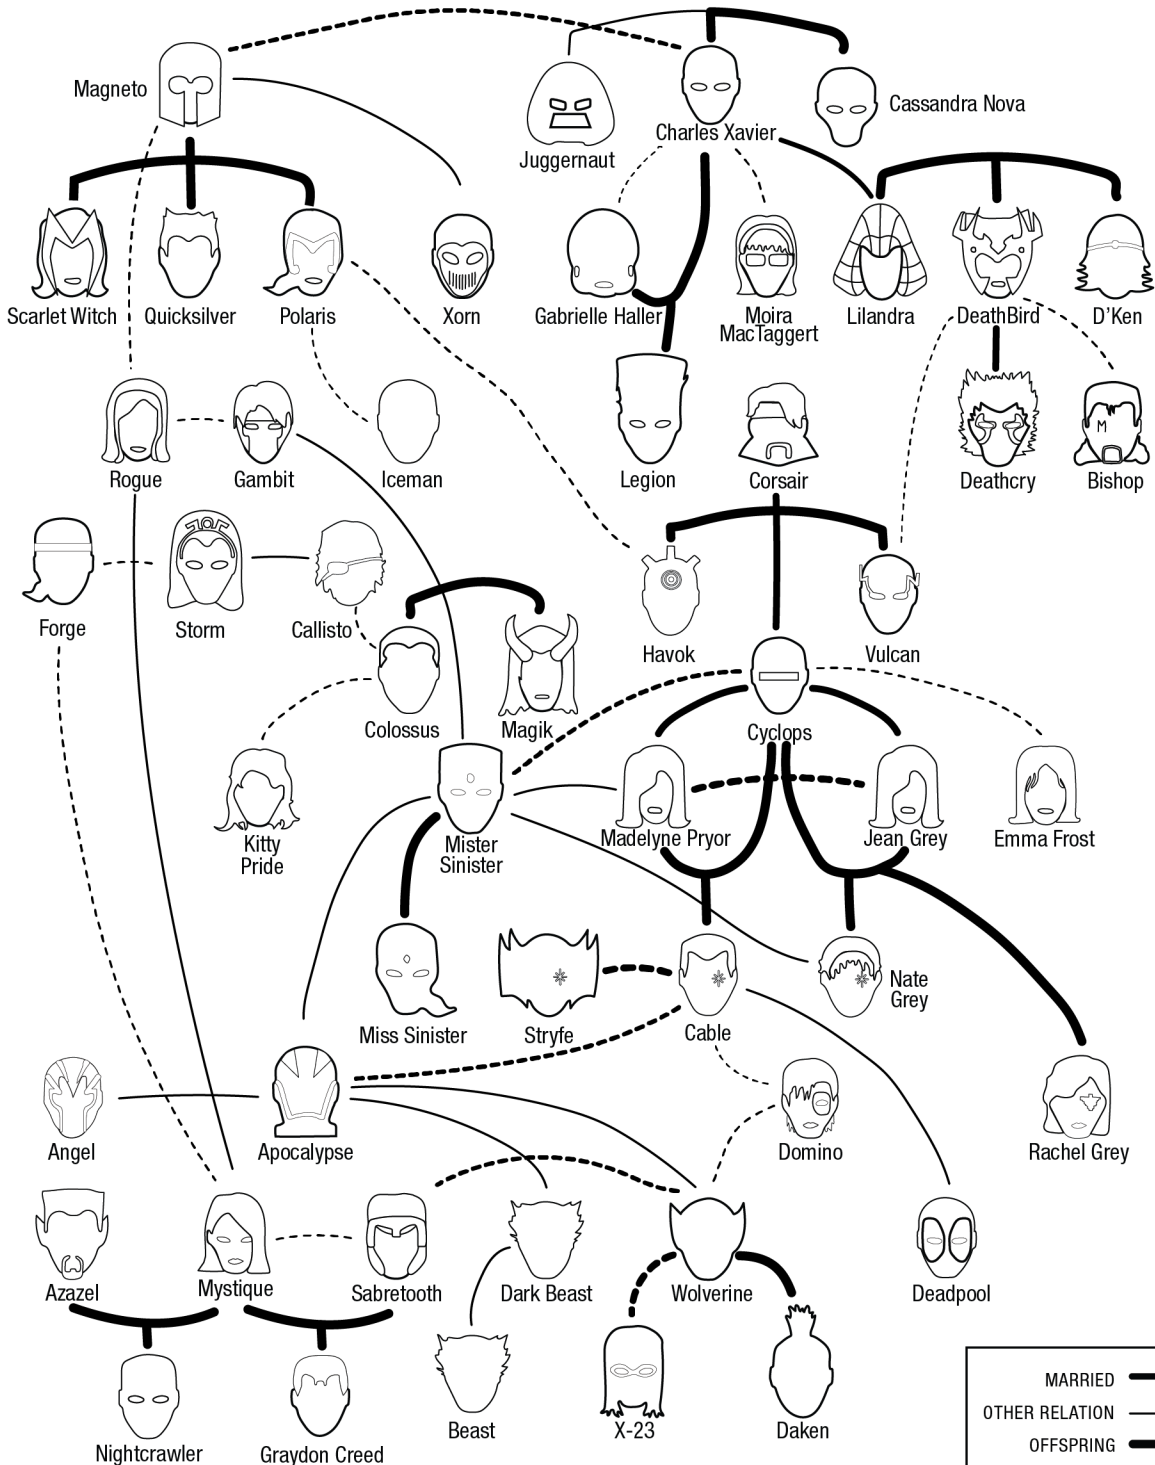 Magneto
Cassandra Nova
Charles Xavier
Juggernaut
Scarlet Witch
Quicksilver
Polaris
Xorn
Gabrielle Haller
Moira
MacTaggert
Lilandra
DeathBird
D'Ken
Rogue
Gambit
Iceman
Legion
Corsair
Deathcry
Bishop
M
Forge
Storm
Callisto
Havok
Vulcan
Colossus
Magik
Cyclops
Kitty
Pride
Mister
Sinister
Madelyne Pryor
Jean Grey
Emma Frost
Miss Sinister
Stryfe
Cable
Nate
Grey
Angel
Apocalypse
Domino
Rachel Grey
Azazel
Mystique
Sabretooth
Dark Beast
Wolverine
Deadpool
Nightcrawler
Graydon Creed
Beast
X-23
Daken
MARRIED
OTHER RELATION
OFFSPRING